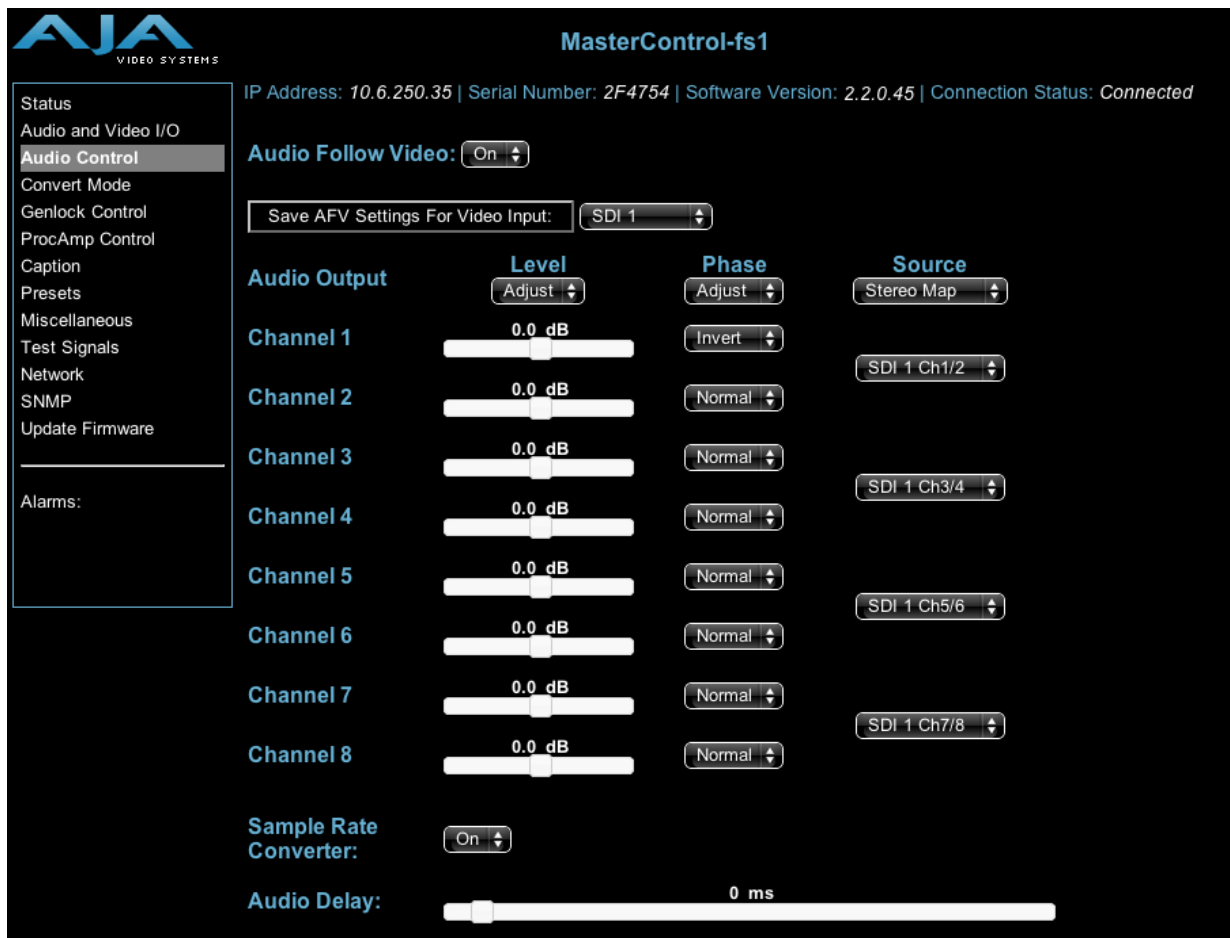 AJA
VIDEO SYSTEMS
MasterControl-fs1
IP Address: 10.6.250.35 | Serial Number: 2F4754 | Software Version: 2.2.0.45 | Connection Status: Connected
Status
Audio and Video I/O
Audio Control
Convert Mode
Genlock Control
ProcAmp Control
Caption
Presets
Miscellaneous
Test Signals
Network
SNMP
Update Firmware
Alarms:
Audio Follow Video: On
Save AFV Settings For Video Input: SDI 1
Audio Output
Level
Adjust
Phase
Adjust
Source
Stereo Map
Channel 1 0.0 dB Invert
SDI 1 Ch1/2
Channel 2 0.0 dB Normal
Channel 3 0.0 dB Normal
SDI 1 Ch3/4
Channel 4 0.0 dB Normal
Channel 5 0.0 dB Normal
SDI 1 Ch5/6
Channel 6 0.0 dB Normal
Channel 7 0.0 dB Normal
SDI 1 Ch7/8
Channel 8 0.0 dB Normal
Sample Rate
Converter: On
Audio Delay: 0 ms